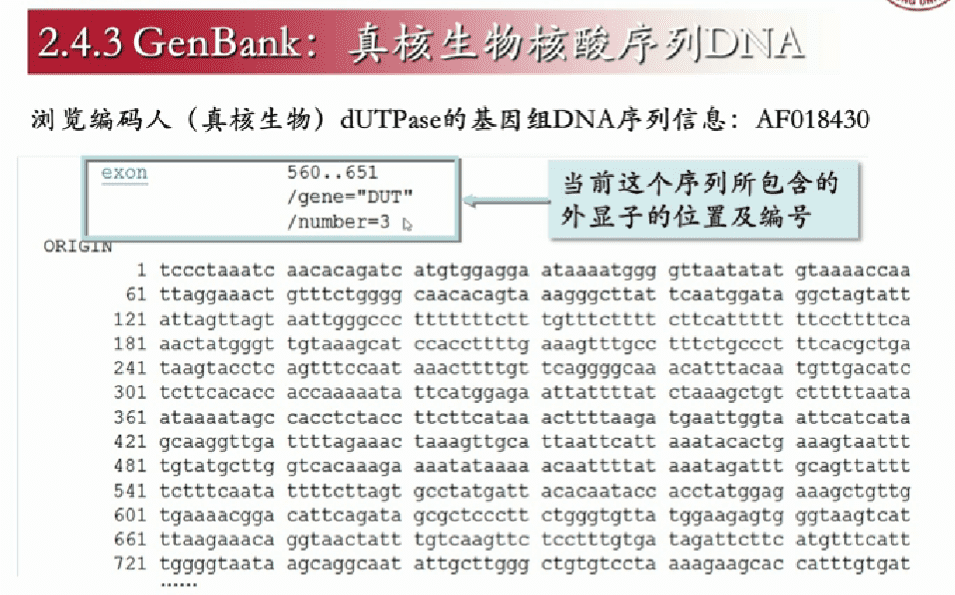 2.4.3 GenBank：真核生物核酸序列DNA
浏览编码人（真核生物）dUTPase的基因组DNA序列信息：AF018430
exon 560..651
/gene="DUT"
/number=3
当前这个序列所包含的
外显子的位置及编号
ORIGIN
1 tccctaaatc aacacagatc atgtggagga ataaaatggg gttaatatat gtaaaaccaa
61 ttaggaaact gtttctgggg caacacagta aagggcttat tcaatggata ggctagtatt
121 attagttagt aattgggccc tttttttctt tgtttctttt cttcattttt ttccttttca
181 aactatgggt tgtaaagcat ccaccttttg aaagtttgcc tttctgccct ttcacgctga
241 taagtacctc cagtttccaat aaacttttgt tcaggggcaa acatttacaa tgttgacatc
301 tcttcacacc accaaaaata ttcatggaga attattttat ctaaagctgt ctttttaata
361 ataaaatagc cacctctacc ttcttcataa acttttaaga tgaattggta attcatcata
421 gcaaggttga ttttagaaac taaagttgca ttaattcatt aaatacactg aaagtaattt
481 tgtatgcttg gtcacaaaga aaatataaaa acaattttat aaatagattt gcagttattt
541 tctttcaata ttttcttagt gcctatgatt acacaatacc acctatggag aaagctgttg
601 tgaaaacgga cattcagata gcgctccctt ctgggtgtta tggaagagtg ggtaagtcat
661 ttaagaaaca ggtaactatt tgtcaagttc tcctttgtga tagattcttc atgtttcatt
721 tggggtaata agcaggcaat attgcttggg ctgtgtccta aaagaagcac catttgtgat
......